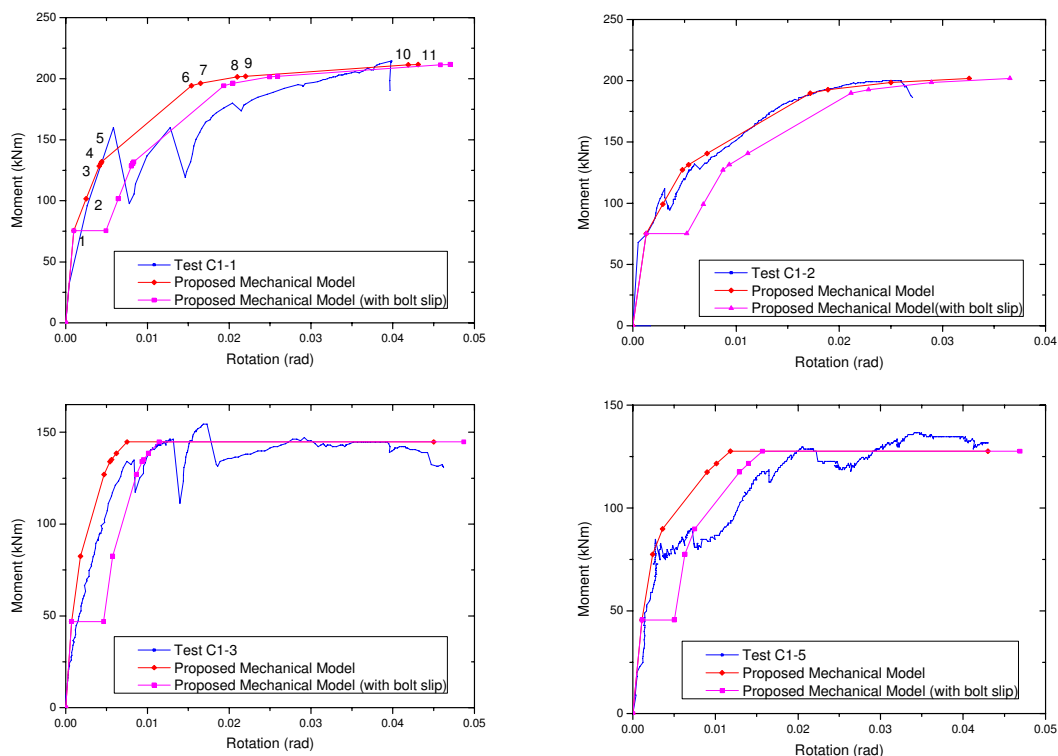 250
200
150
100
50
0
Moment (kNm)
1
2
3
4
5
6
7
8
9
10
11
Test C1-1
Proposed Mechanical Model
Proposed Mechanical Model (with bolt slip)
0.00 0.01 0.02 0.03 0.04 0.05
Rotation (rad)
250
200
150
100
50
0
Moment (kNm)
Test C1-2
Proposed Mechanical Model
Proposed Mechanical Model(with bolt slip)
0.00 0.01 0.02 0.03 0.04
Rotation (rad)
150
100
50
0
Moment (kNm)
Test C1-3
Proposed Mechanical Model
Proposed Mechanical Model (with bolt slip)
0.00 0.01 0.02 0.03 0.04 0.05
Rotation (rad)
150
100
50
0
Moment (kNm)
Test C1-5
Proposed Mechanical Model
Proposed Mechanical Model (with bolt slip)
0.00 0.01 0.02 0.03 0.04 0.05
Rotation (rad)